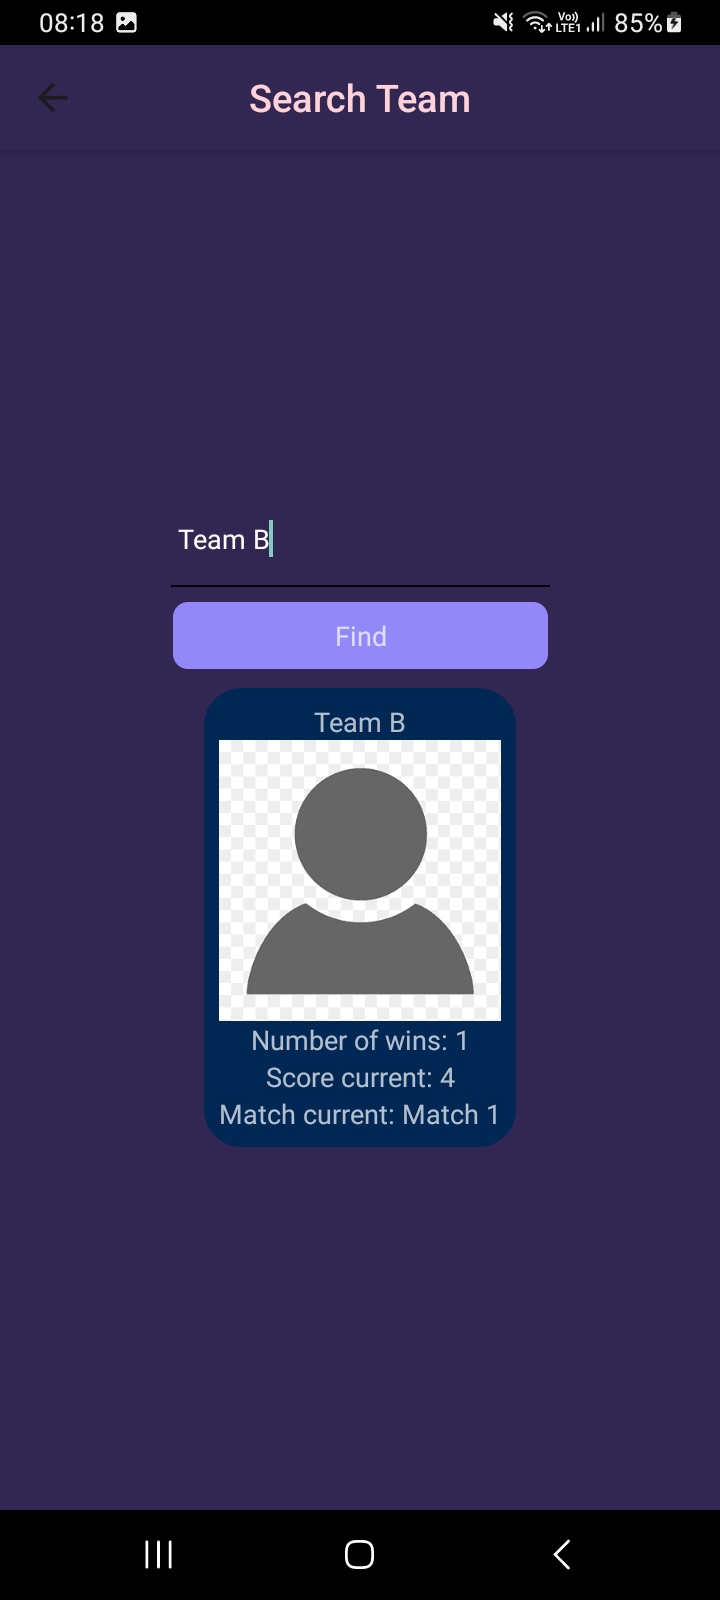 08:18
Vo))
LTE1
85%
Search Team
Team B
Find
Team B
Number of wins: 1
Score current: 4
Match current: Match 1